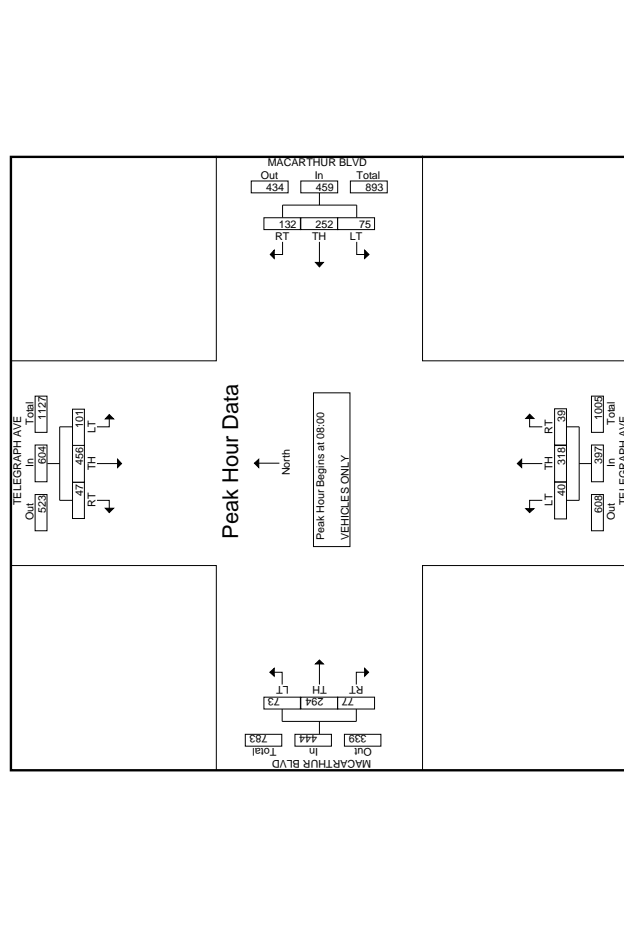 MACARTHUR BLVD
Out In Total
434 459 893
132 252 75
RT TH LT
TELEGRAPH AVE
Out In Total
523 604 1127
47 456 101
RT TH LT
Peak Hour Data
North
Peak Hour Begins at 08:00
VEHICLES ONLY
LT TH RT
40 318 39
608 397 1005
Out In Total
TELEGRAPH AVE
RT TH LT
77 294 73
339 444 783
Out In Total
MACARTHUR BLVD